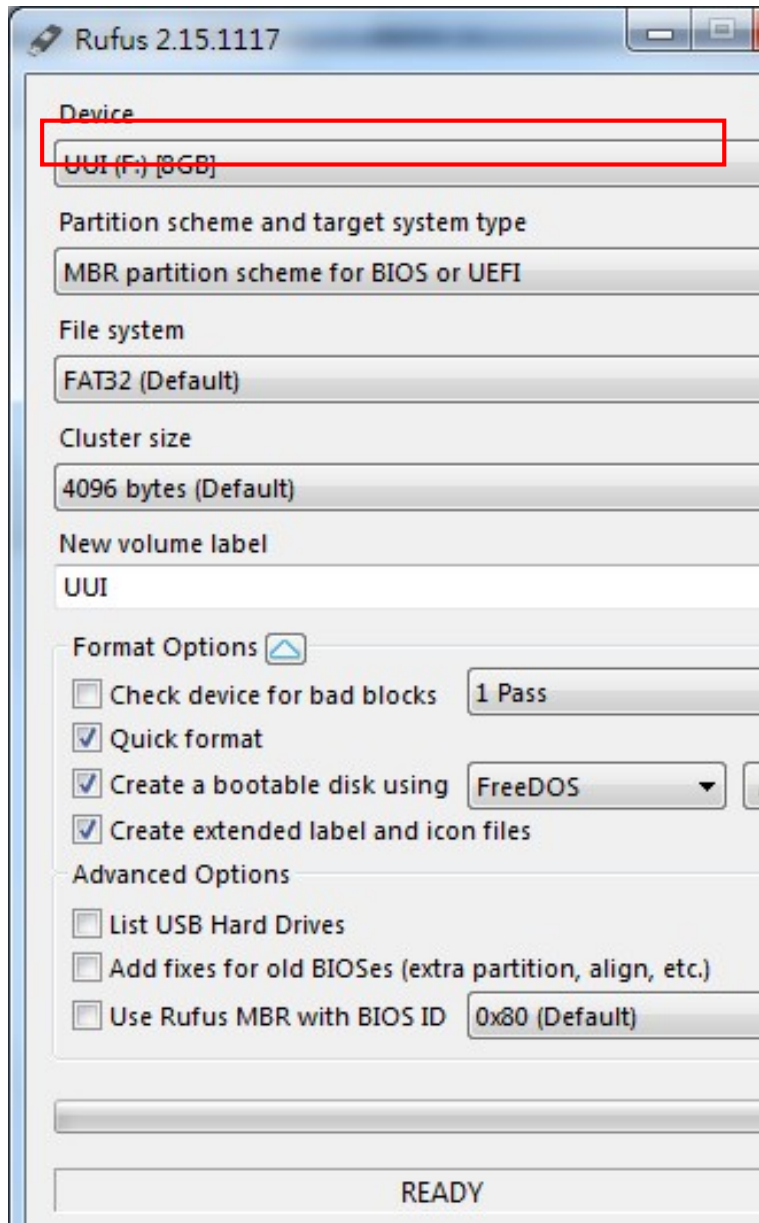 Rufus 2.15.1117
Device
UUI (F:) [8GB]
Partition scheme and target system type
MBR partition scheme for BIOS or UEFI
File system
FAT32 (Default)
Cluster size
4096 bytes (Default)
New volume label
UUI
Format Options
Check device for bad blocks 1 Pass
Quick format
Create a bootable disk using FreeDOS
Create extended label and icon files
Advanced Options
List USB Hard Drives
Add fixes for old BIOSes (extra partition, align, etc.)
Use Rufus MBR with BIOS ID 0x80 (Default)
READY